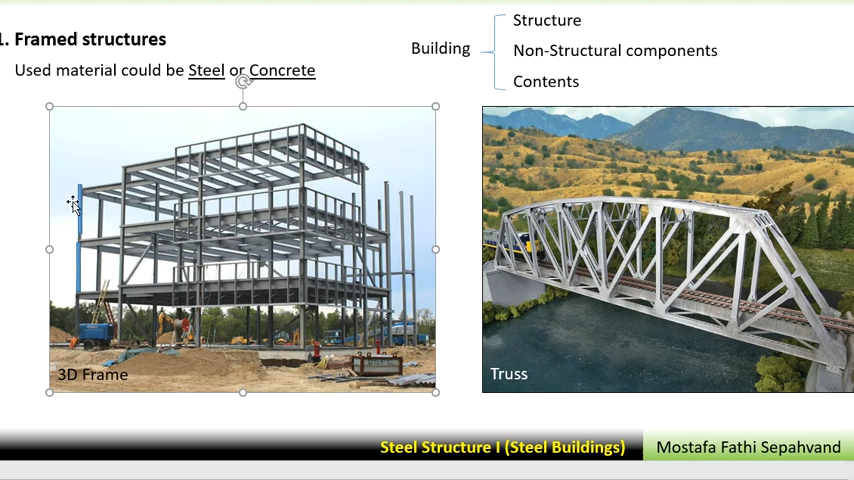 1. Framed structures
Used material could be Steel or Concrete
Building
Structure
Non-Structural components
Contents
3D Frame
Truss
Steel Structure I (Steel Buildings)
Mostafa Fathi Sepahvand